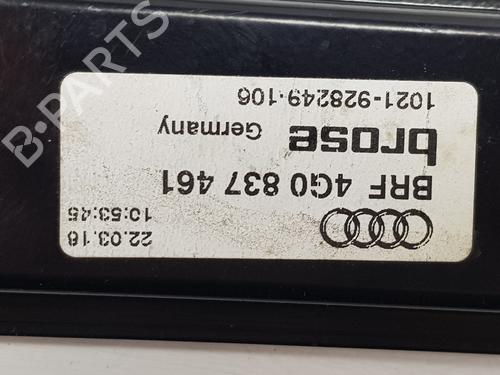 22.03.16
10:53:45
BRF 4G0 837 461
brose
Germany
1021-928249-106
B-PARTS